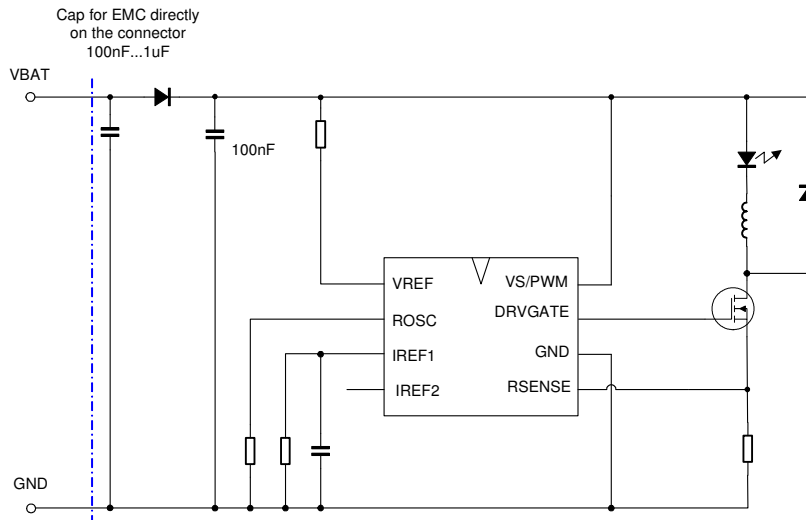 Cap for EMC directly
on the connector
100nF...1uF
VBAT
100nF
VREF
VS/PWM
ROSC
DRVGATE
IREF1
GND
IREF2
RSENSE
GND